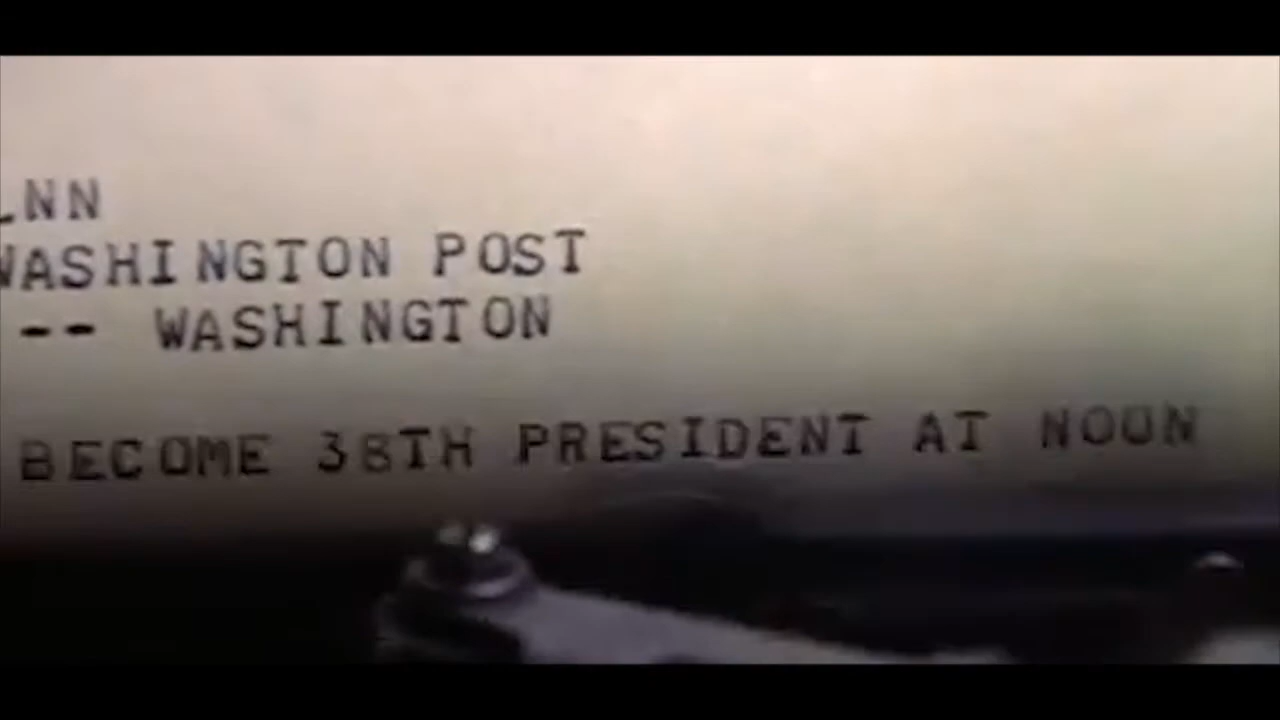 NN
WASHINGTON POST
-- WASHINGTON
BECOME 38TH PRESIDENT AT NOON